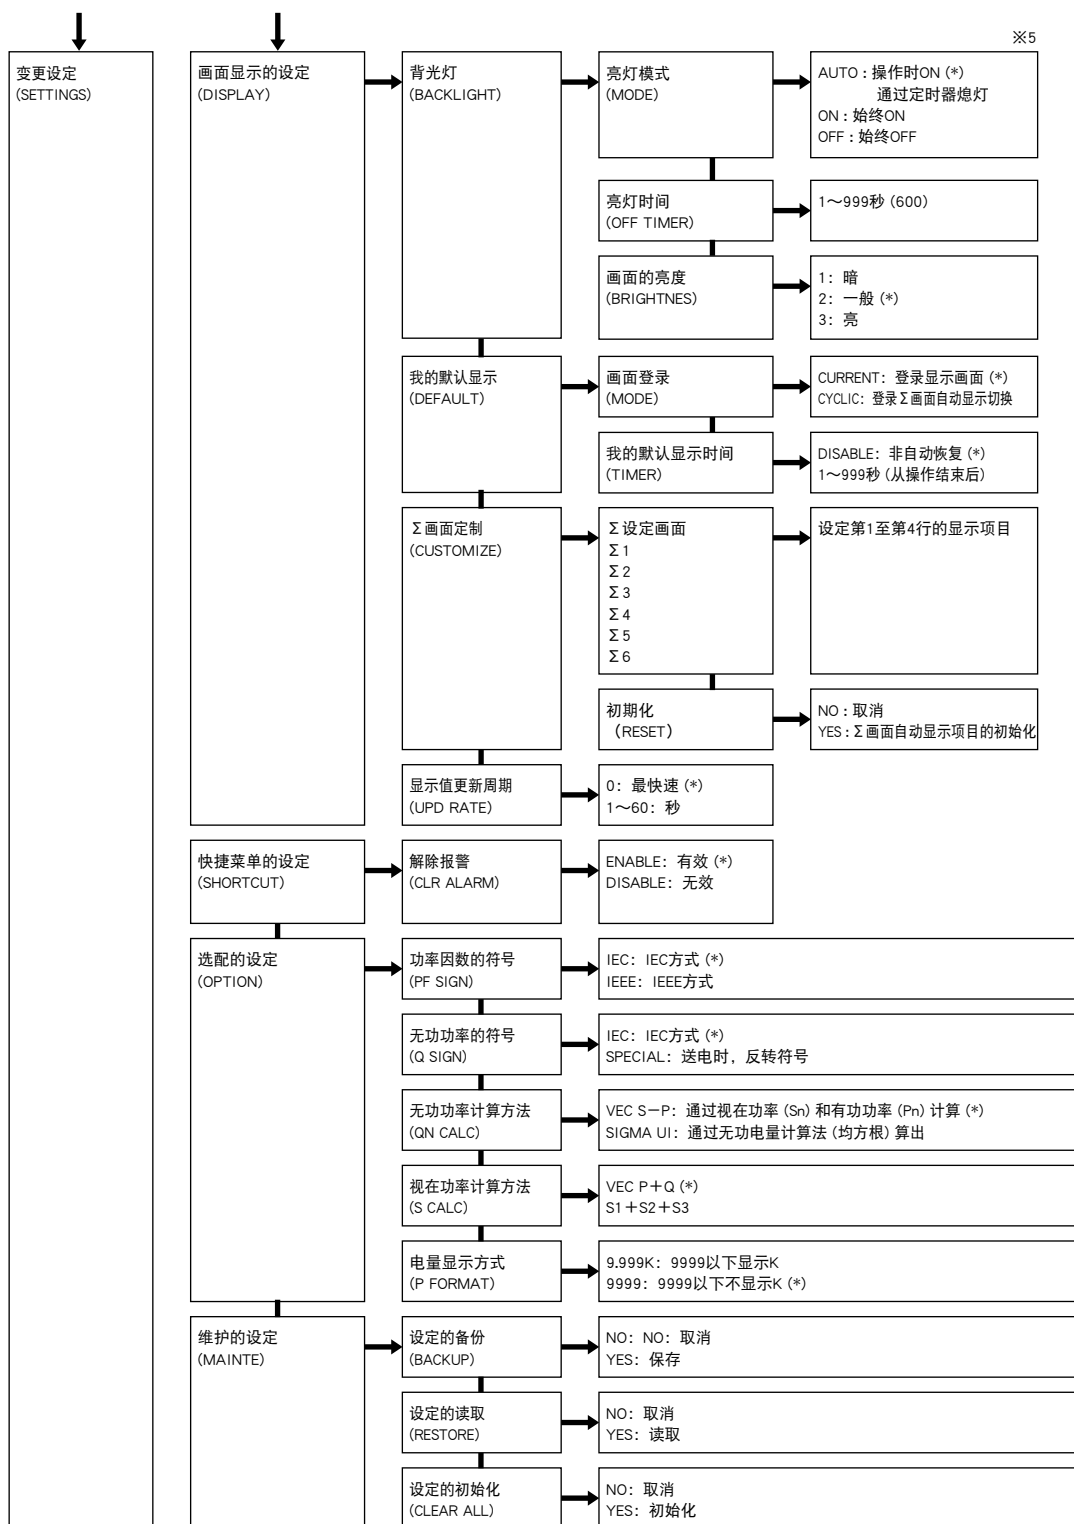 ※5
变更设定
(SETTINGS)
画面显示的设定
(DISPLAY)
背光灯
(BACKLIGHT)
亮灯模式
(MODE)
AUTO：操作时ON (*)
通过定时器熄灯
ON：始终ON
OFF：始终OFF
亮灯时间
(OFF TIMER)
1～999秒 (600)
画面的亮度
(BRIGHTNES)
1：暗
2：一般 (*)
3：亮
我的默认显示
(DEFAULT)
画面登录
(MODE)
CURRENT：登录显示画面 (*)
CYCLIC：登录Σ画面自动显示切换
我的默认显示时间
(TIMER)
DISABLE：非自动恢复 (*)
1～999秒 (从操作结束后)
Σ画面定制
(CUSTOMIZE)
Σ设定画面
Σ1
Σ2
Σ3
Σ4
Σ5
Σ6
设定第1至第4行的显示项目
初期化
（RESET）
NO：取消
YES：Σ画面自动显示项目的初始化
显示值更新周期
(UPD RATE)
0：最快速 (*)
1～60：秒
快捷菜单的设定
(SHORTCUT)
解除报警
(CLR ALARM)
ENABLE：有效 (*)
DISABLE：无效
选配的设定
(OPTION)
功率因数的符号
(PF SIGN)
IEC：IEC方式 (*)
IEEE：IEEE方式
无功功率的符号
(Q SIGN)
IEC：IEC方式 (*)
SPECIAL：送电时，反转符号
无功功率计算方法
(QN CALC)
VEC S－P：通过视在功率 (Sn) 和有功功率 (Pn) 计算 (*)
SIGMA UI：通过无功电量计算法 (均方根) 算出
视在功率计算方法
(S CALC)
VEC P＋Q (*)
S1＋S2＋S3
电量显示方式
(P FORMAT)
9.999K：9999以下显示K
9999：9999以下不显示K (*)
维护的设定
(MAINTE)
设定的备份
(BACKUP)
NO：NO：取消
YES：保存
设定的读取
(RESTORE)
NO：取消
YES：读取
设定的初始化
(CLEAR ALL)
NO：取消
YES：初始化